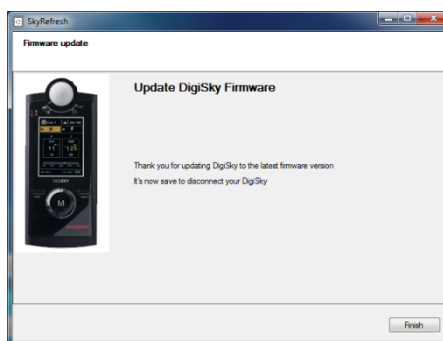 SkyRefresh
Firmware update
Update DigiSky Firmware
Thank you for updating DigiSky to the latest firmware version
It's now save to disconnect your DigiSky
M
Finish